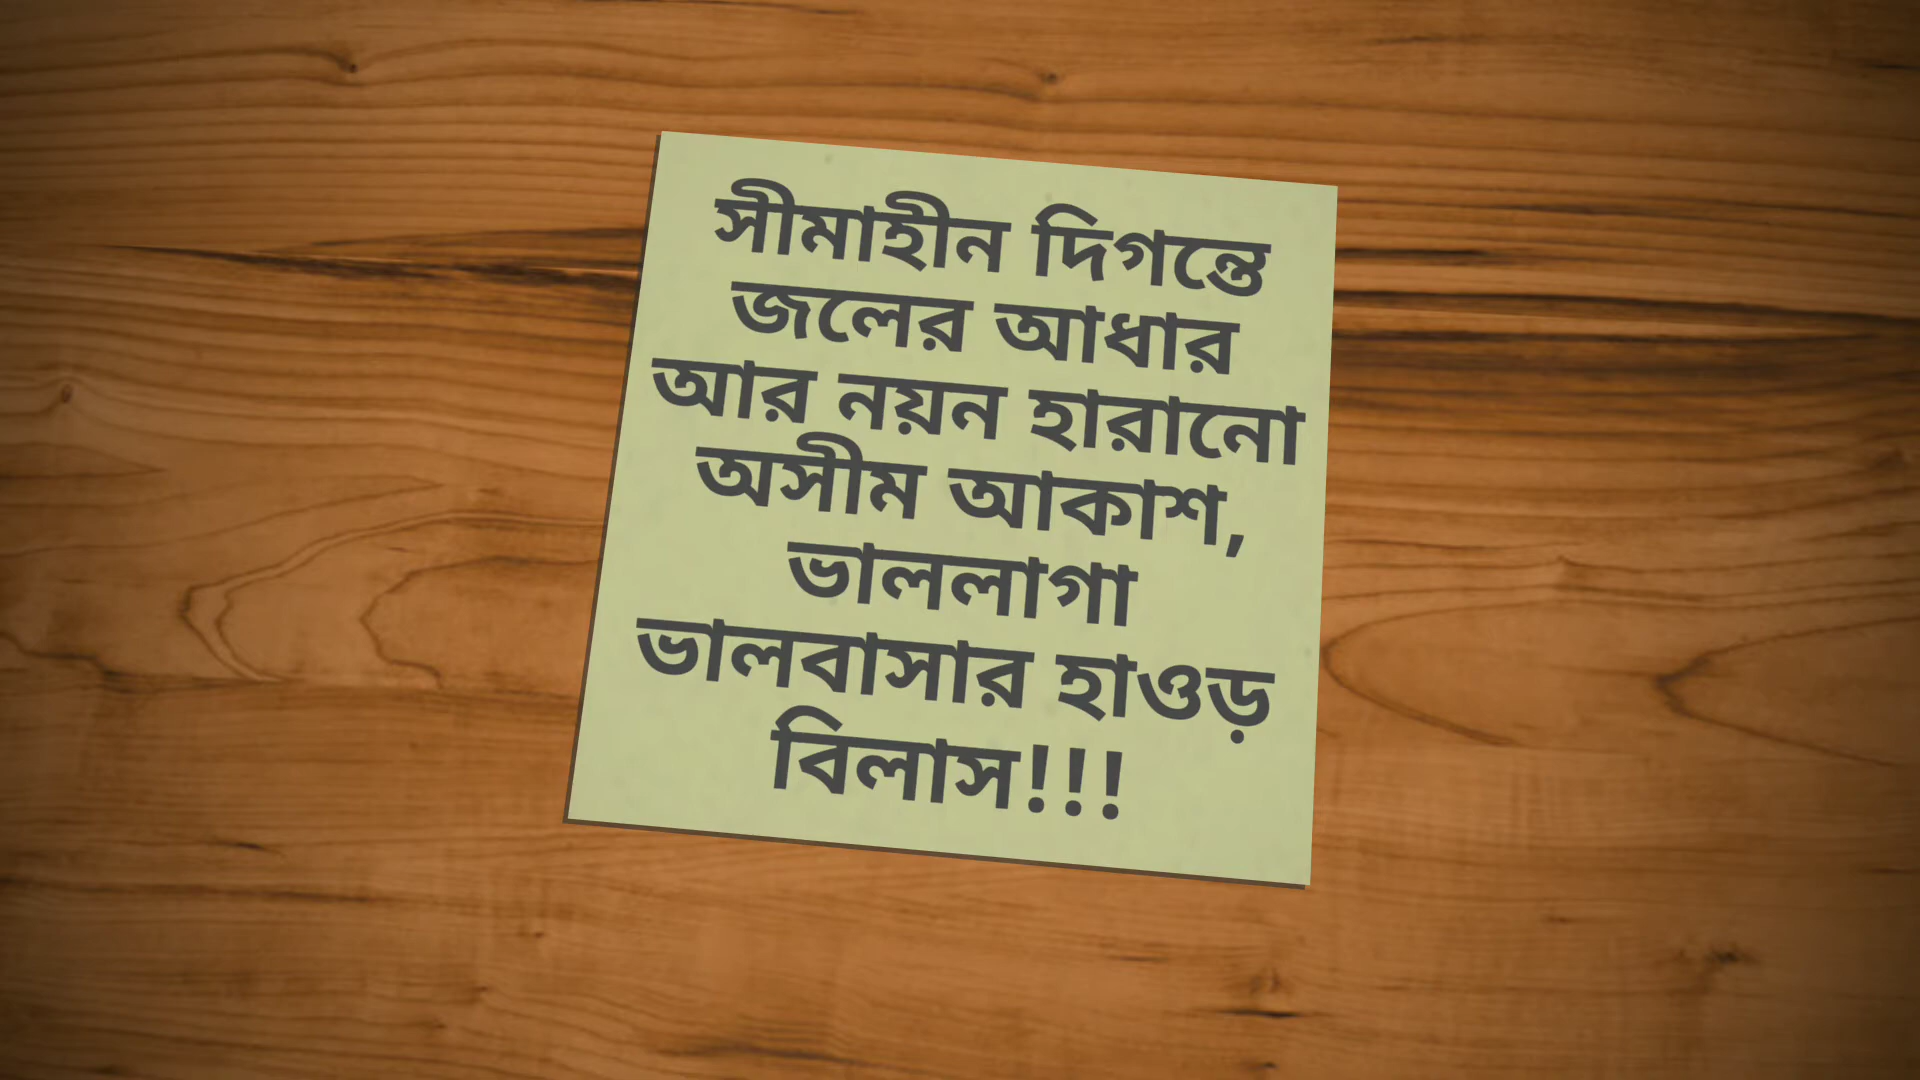 সীমাহীন দিগন্তে
জলের আধার
আর নয়ন হারানো
অসীম আকাশ,
ভাললাগা
ভালবাসার হাওড়
বিলাস!!!